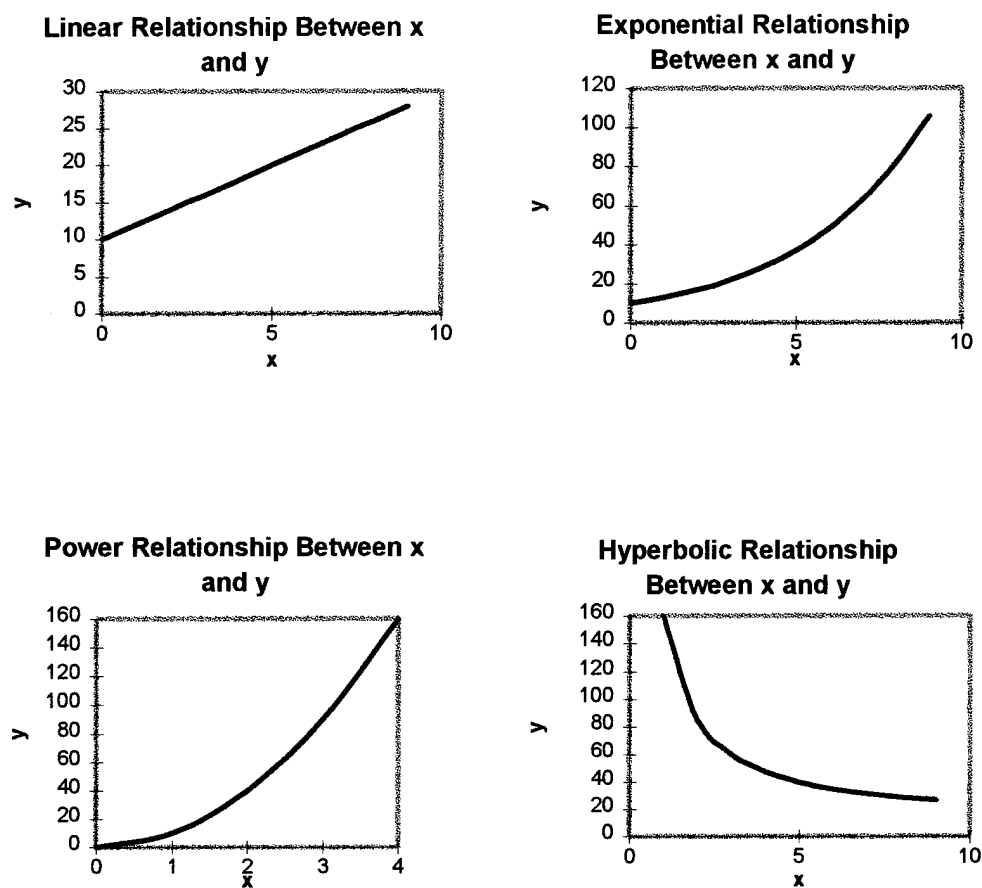 Linear Relationship Between x
and y
30
25
20
15
10
5
0
y
0
5
10
x
Exponential Relationship
Between x and y
120
100
80
60
40
20
0
y
0
5
10
x
Power Relationship Between x
and y
160
140
120
100
80
60
40
20
0
y
0
1
2
3
4
x
Hyperbolic Relationship
Between x and y
160
140
120
100
80
60
40
20
0
y
0
5
10
x